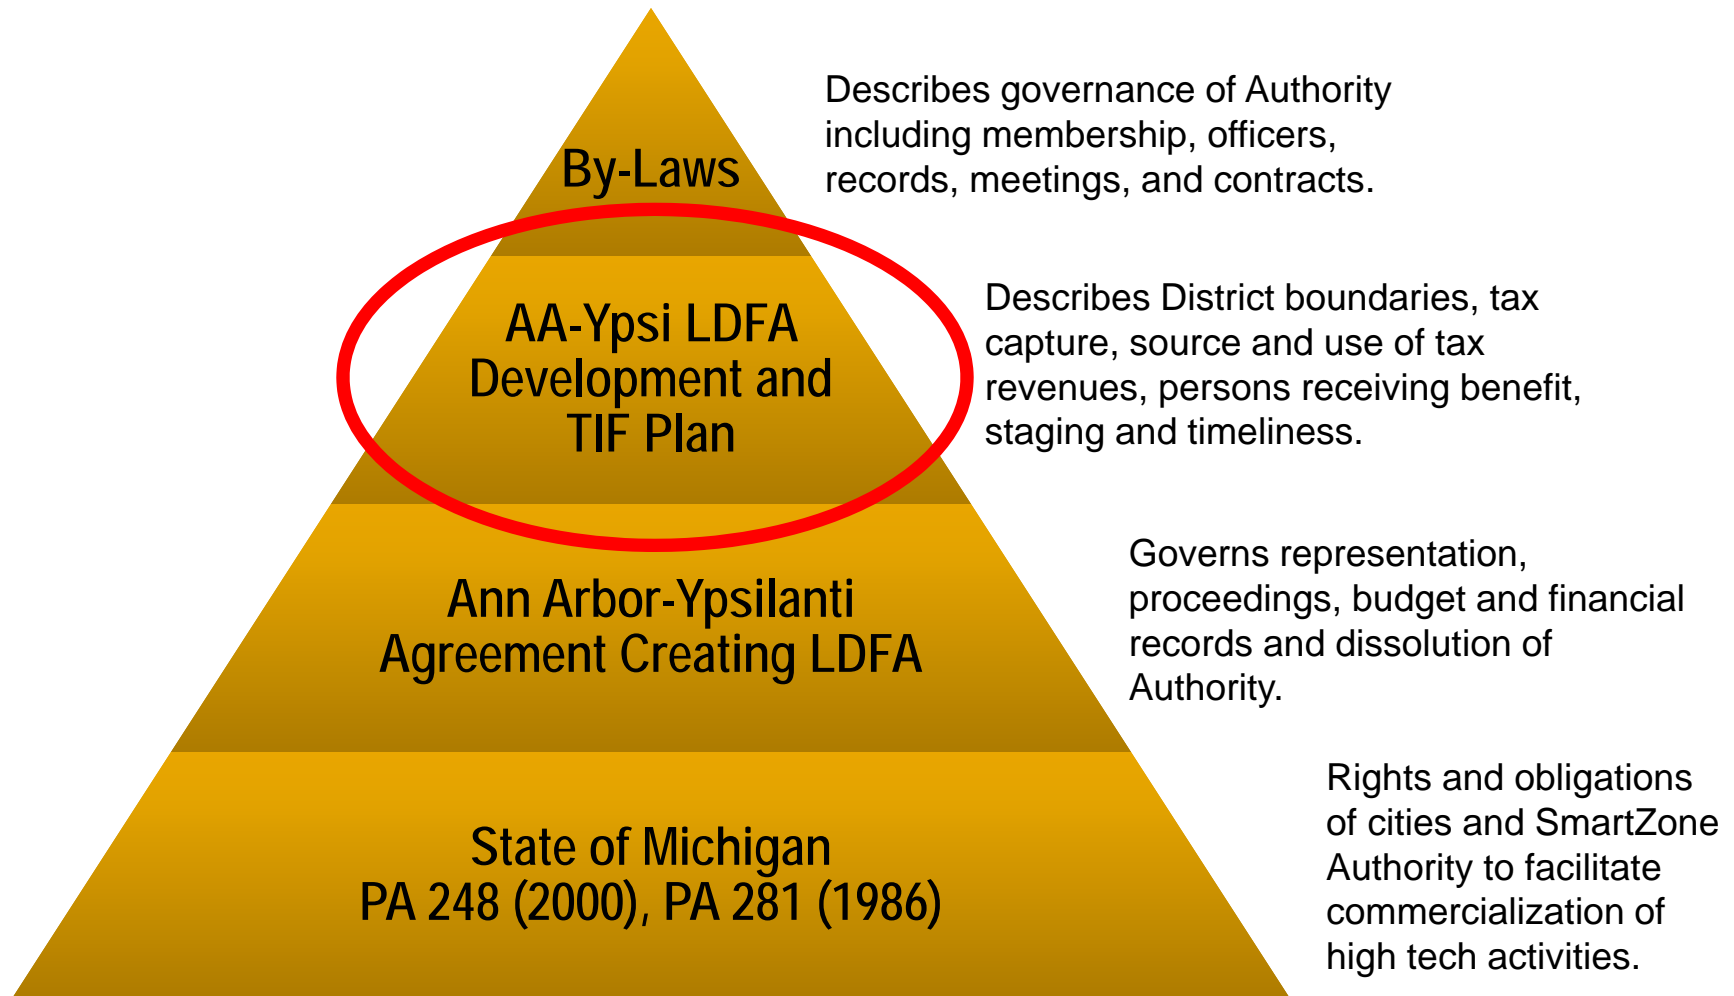 By-Laws
Describes governance of Authority
including membership, officers,
records, meetings, and contracts.
AA-Ypsi LDFA
Development and
TIF Plan
Describes District boundaries, tax
capture, source and use of tax
revenues, persons receiving benefit,
staging and timeliness.
Ann Arbor-Ypsilanti
Agreement Creating LDFA
Governs representation,
proceedings, budget and financial
records and dissolution of
Authority.
State of Michigan
PA 248 (2000), PA 281 (1986)
Rights and obligations
of cities and SmartZone
Authority to facilitate
commercialization of
high tech activities.